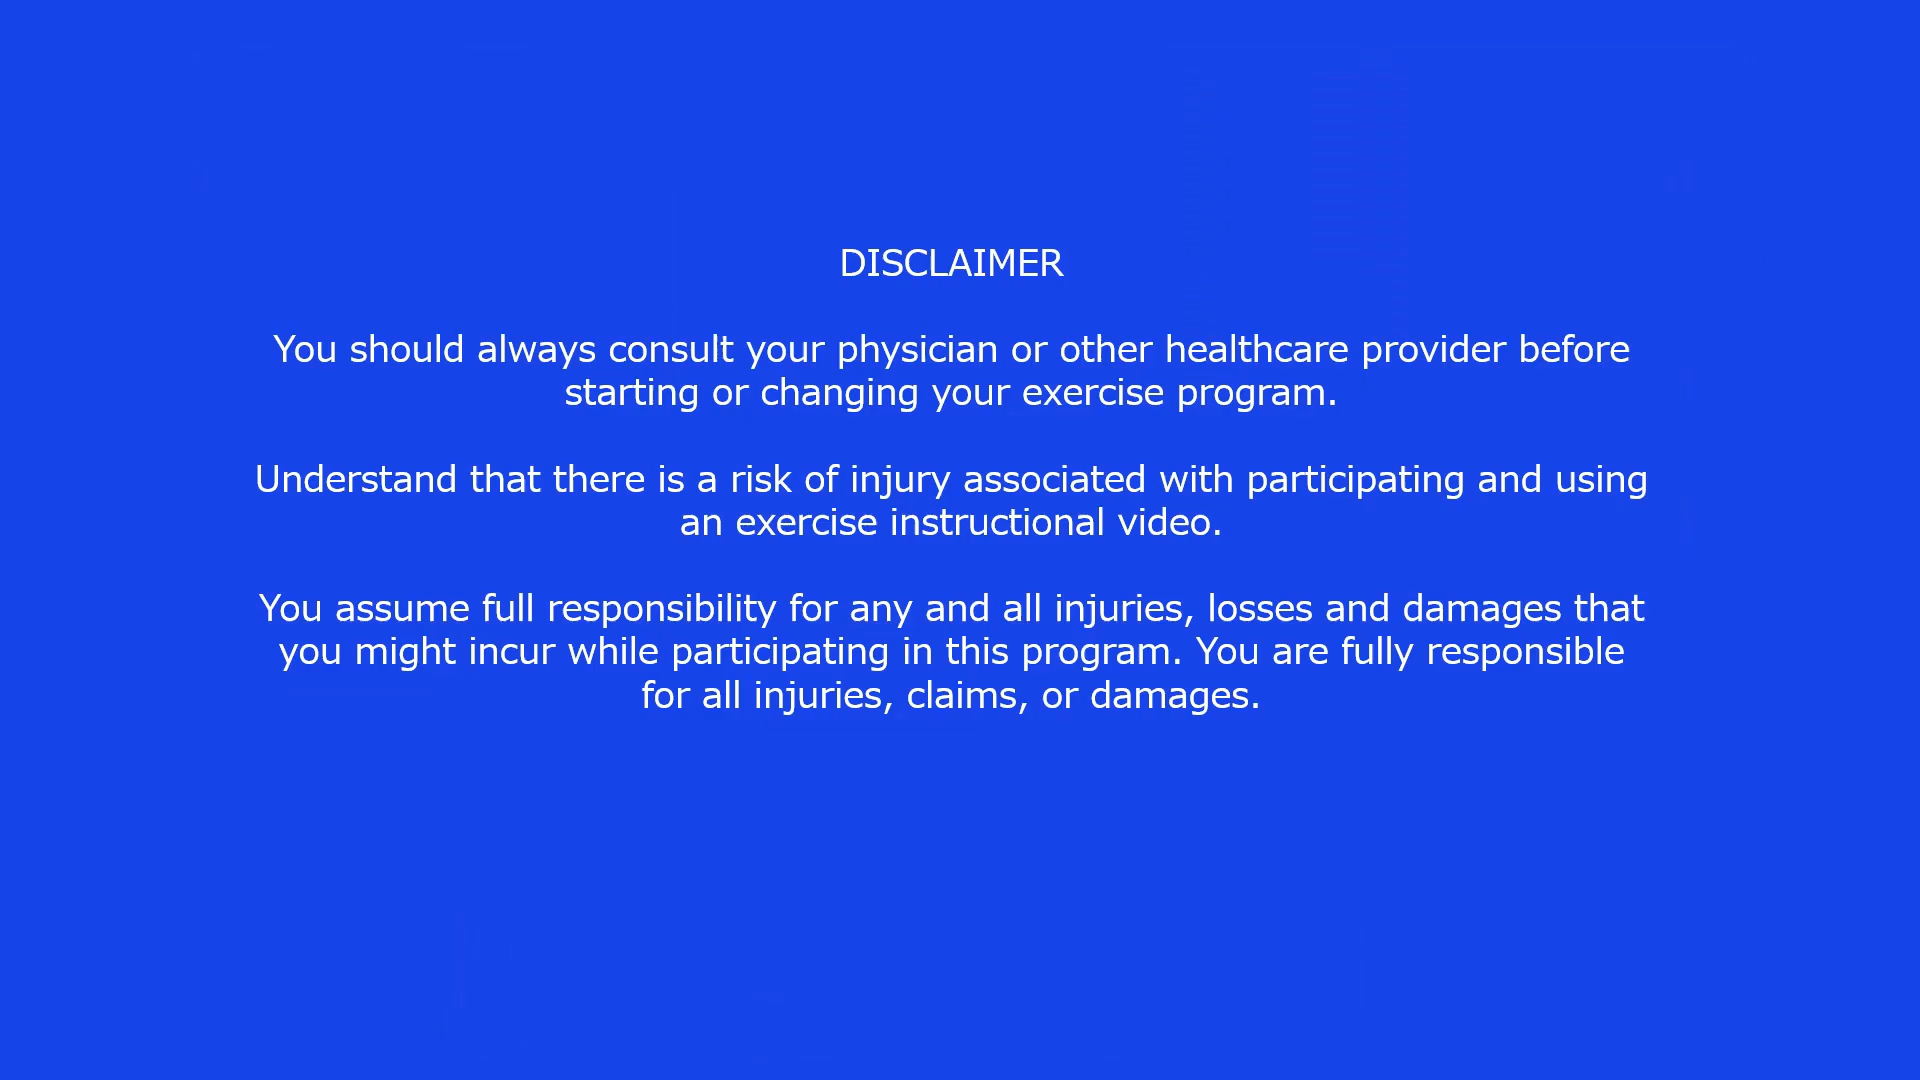 DISCLAIMER
You should always consult your physician or other healthcare provider before
starting or changing your exercise program.
Understand that there is a risk of injury associated with participating and using
an exercise instructional video.
You assume full responsibility for any and all injuries, losses and damages that
you might incur while participating in this program. You are fully responsible
for all injuries, claims, or damages.